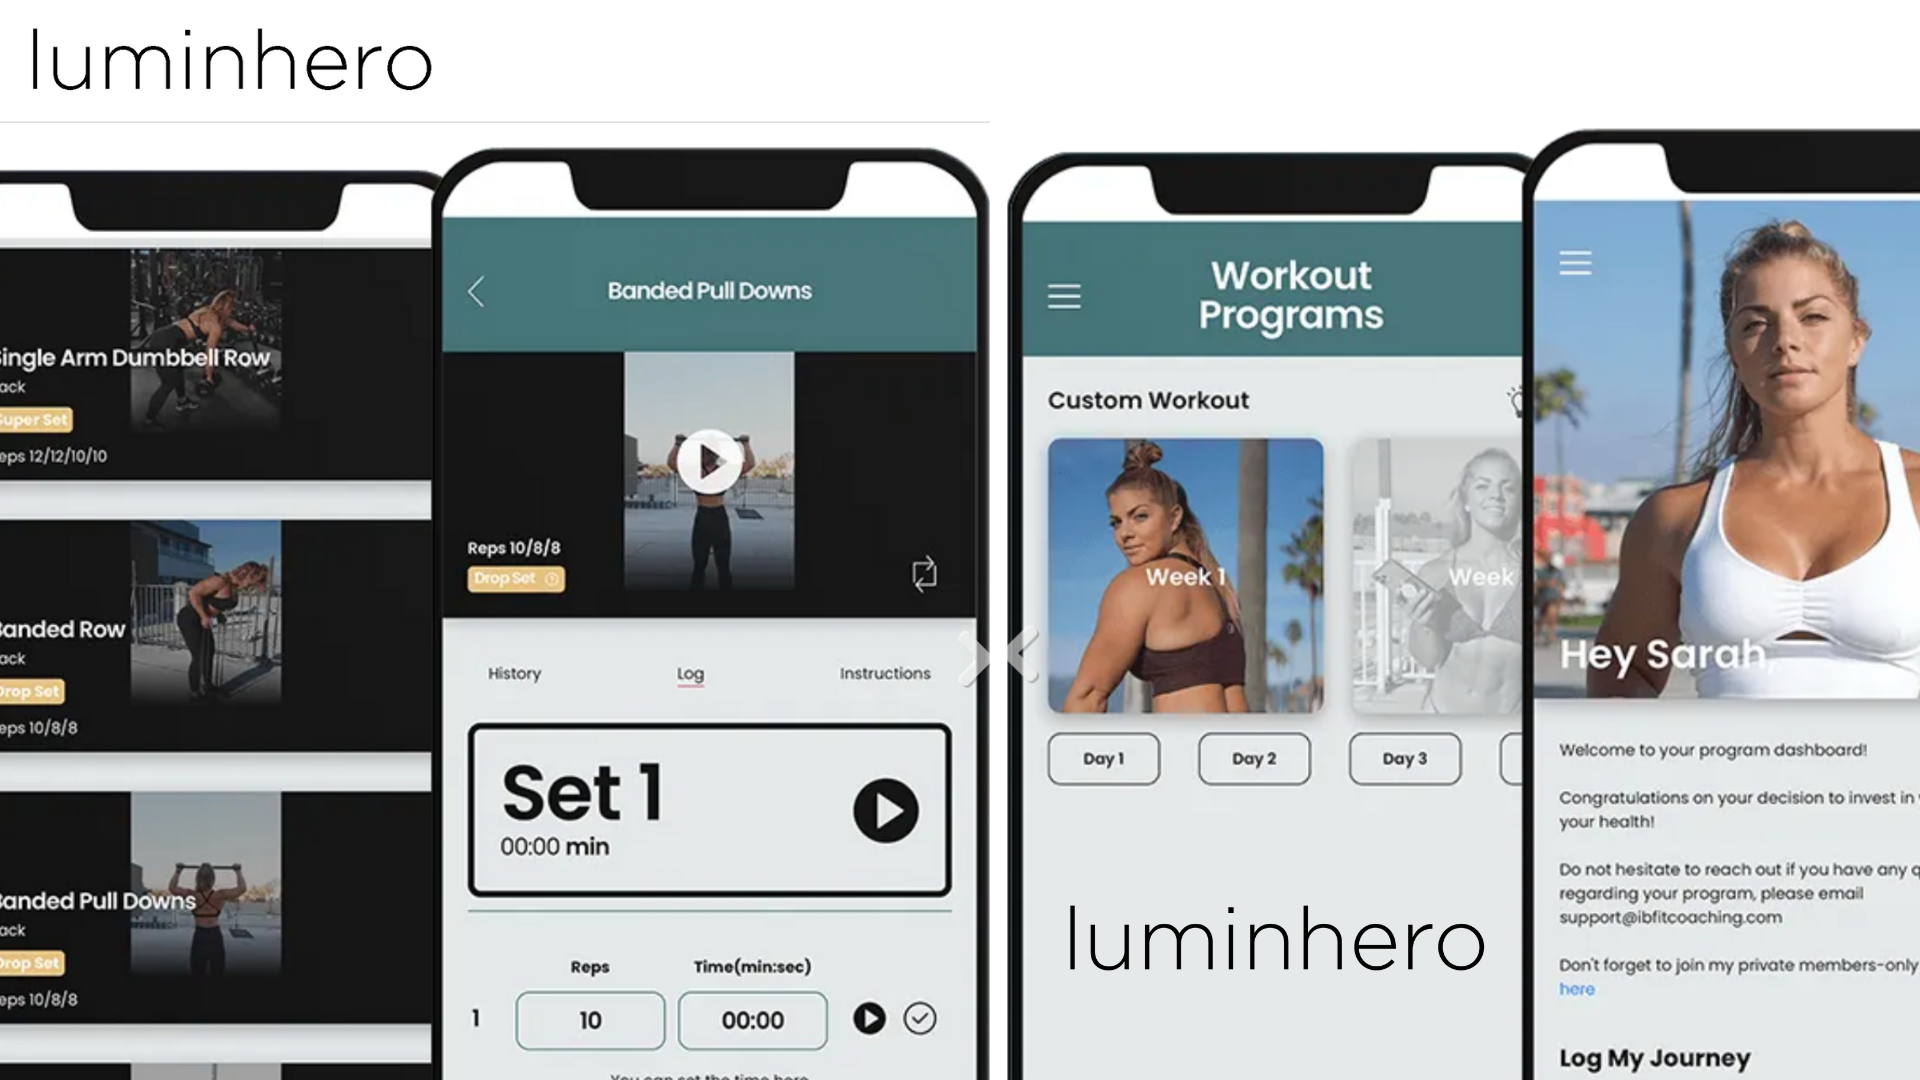 luminhero
Single Arm Dumbbell Row
ack
Super Set
eps 12/12/10/10
Banded Row
ack
Drop Set
eps 10/8/8
Banded Pull Downs
ack
Drop Set
eps 10/8/8
Banded Pull Downs
Reps 10/8/8
Drop Set
History Log Instructions
Set 1
00:00 min
Reps Time(min:sec)
1 10 00:00
You can set the time here
Workout
Programs
Custom Workout
Week 1
Week
Day 1 Day 2 Day 3
luminhero
Hey Sarah,
Welcome to your program dashboard!
Congratulations on your decision to invest in
your health!
Do not hesitate to reach out if you have any q
regarding your program, please email
support@ibfitcoaching.com
Don't forget to join my private members-only
here
Log My Journey